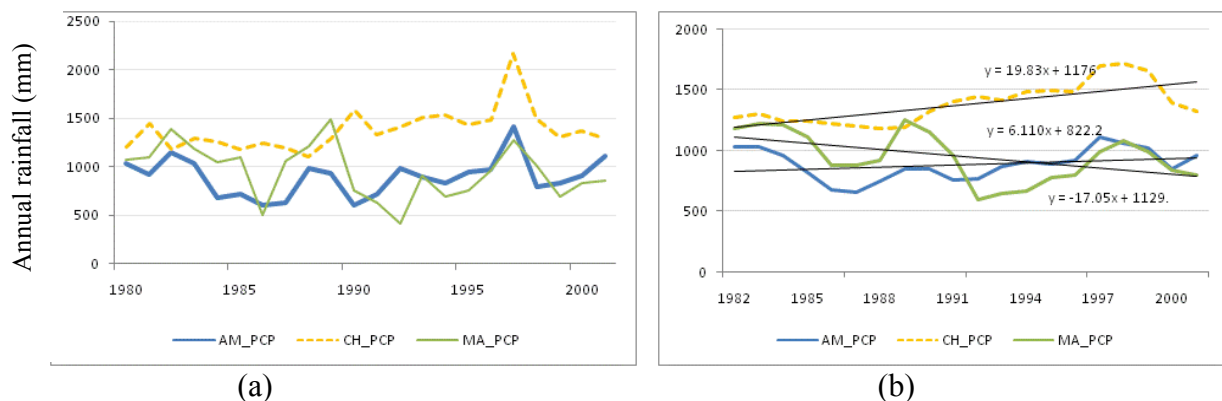 Annual rainfall (mm)
2500
2000
1500
1000
500
0
1980 1985 1990 1995 2000
AM_PCP CH_PCP MA_PCP
(a)
2000
1500
1000
500
0
y = 19.83x + 1176
y = 6.110x + 822.2
y = -17.05x + 1129.
1982 1985 1988 1991 1994 1997 2000
AM_PCP CH_PCP MA_PCP
(b)